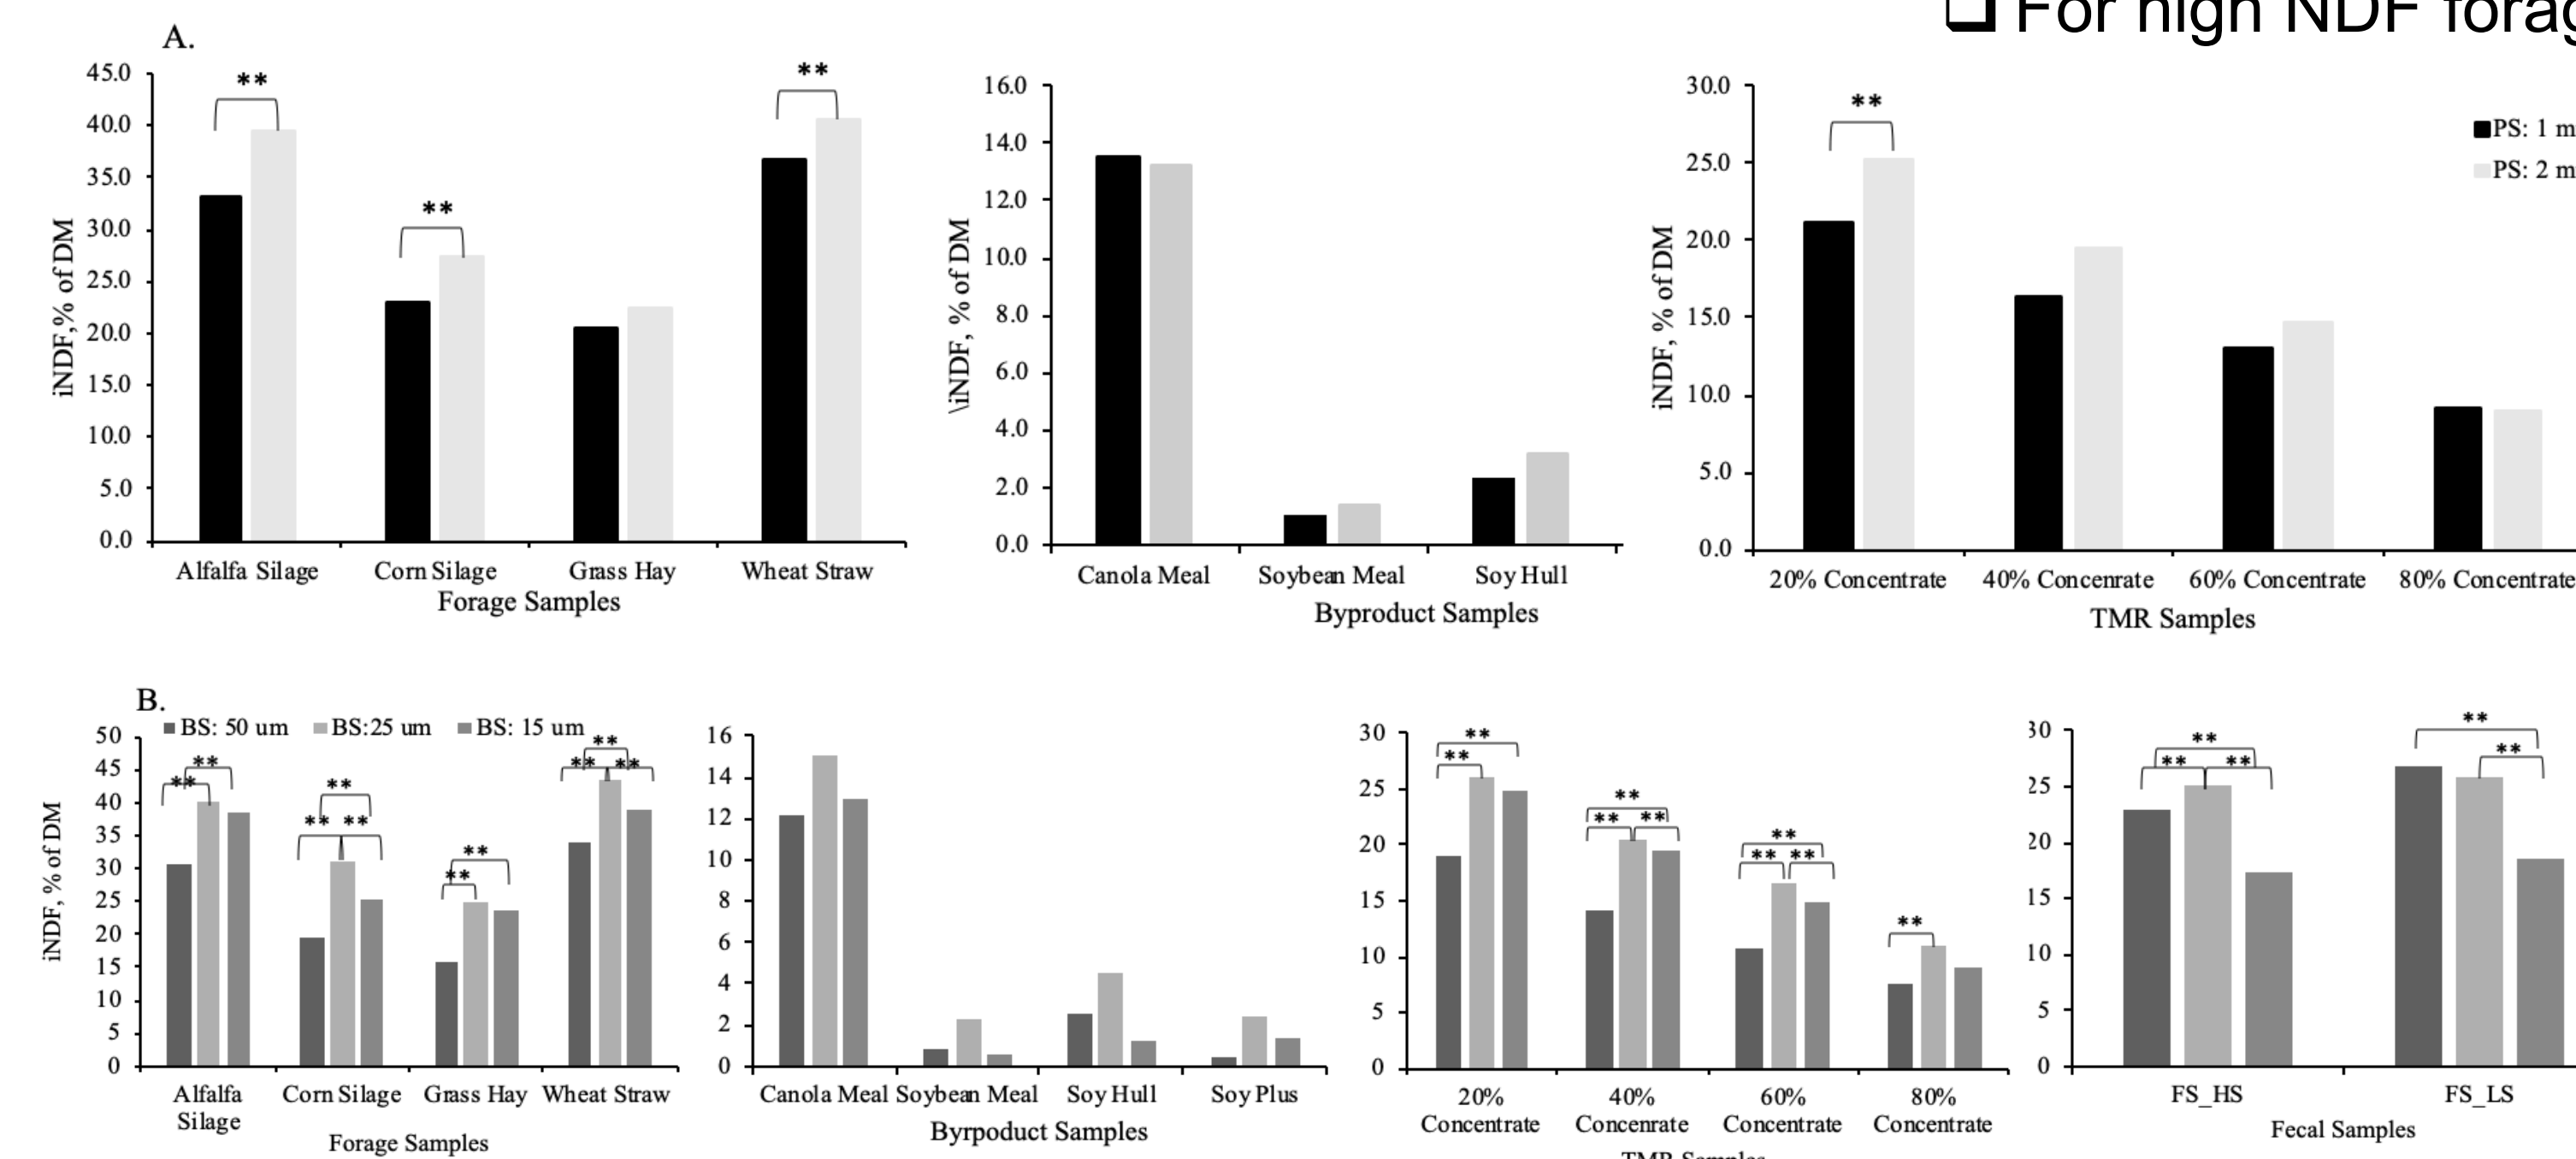 ❑ For high NDF forag
A.
45.0
40.0
35.0
30.0
25.0
20.0
15.0
10.0
5.0
0.0
iNDF,% of DM
**
**
**
Alfalfa Silage Corn Silage Grass Hay Wheat Straw
Forage Samples
16.0
14.0
12.0
10.0
8.0
6.0
4.0
2.0
0.0
\iNDF, % of DM
Canola Meal Soybean Meal Soy Hull
Byproduct Samples
30.0
25.0
20.0
15.0
10.0
5.0
0.0
iNDF, % of DM
**
PS: 1 m
PS: 2 m
20% Concentrate 40% Concenrate 60% Concentrate 80% Concentrate
TMR Samples
B.
BS: 50 um BS:25 um BS: 15 um
50
45
40
35
30
25
20
15
10
5
0
iNDF, % of DM
** **
** ** **
** **
** ** **
Alfalfa Silage Corn Silage Grass Hay Wheat Straw
Forage Samples
16
14
12
10
8
6
4
2
0
Canola Meal Soybean Meal Soy Hull Soy Plus
Byrpoduct Samples
30
25
20
15
10
5
0
** **
** ** **
** ** **
**
20% Concentrate 40% Concenrate 60% Concentrate 80% Concentrate
TMR Samples
30
25
20
15
10
5
0
** ** **
** **
FS_HS FS_LS
Fecal Samples